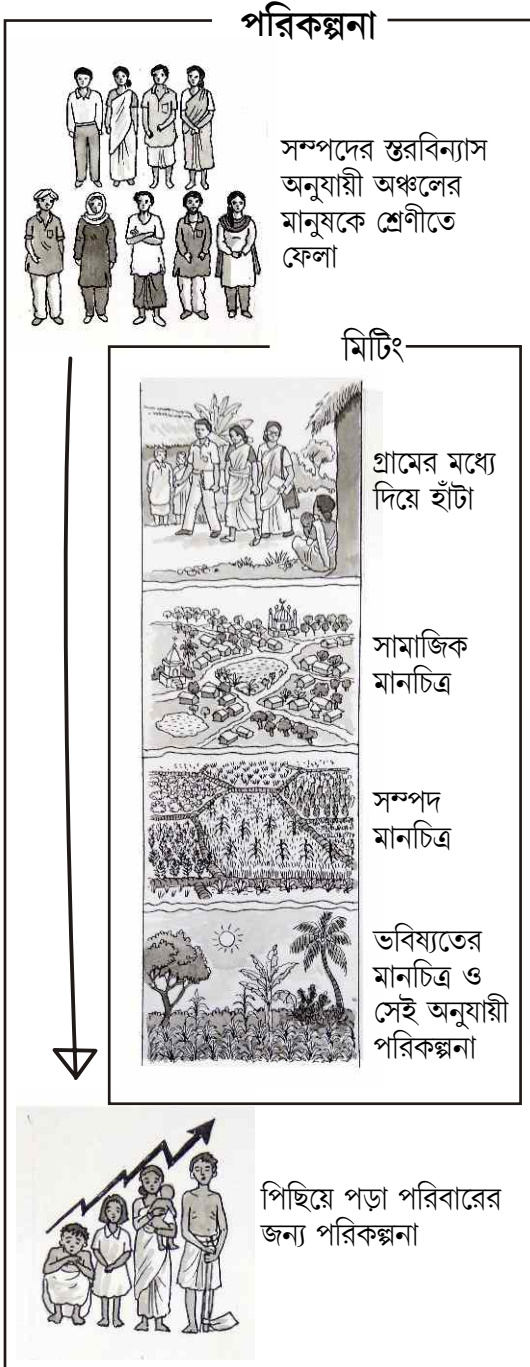 পরিকল্পনা
সম্পদের স্তরবিন্যাস
অনুযায়ী অঞ্চলের
মানুষকে শ্রেণীতে
ফেলা
মিটিং
গ্রামের মধ্যে
দিয়ে হাঁটা
সামাজিক
মানচিত্র
সম্পদ
মানচিত্র
ভবিষ্যতের
মানচিত্র ও
সেই অনুযায়ী
পরিকল্পনা
পিছিয়ে পড়া পরিবারের
জন্য পরিকল্পনা